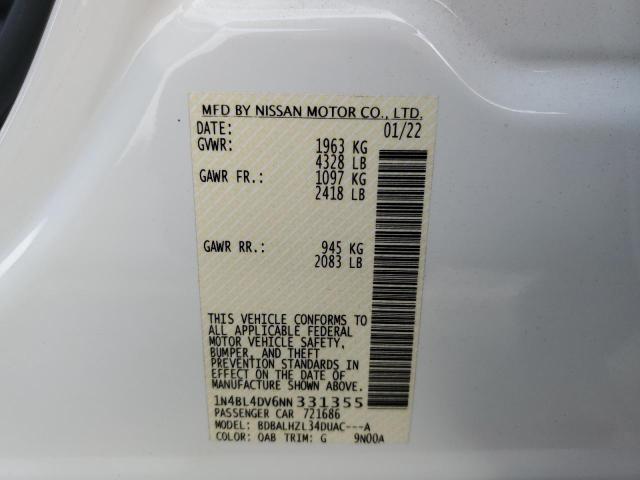 MFD BY NISSAN MOTOR CO., LTD.
DATE: 01/22
GVWR: 1963 KG
4328 LB
GAWR FR.: 1097 KG
2418 LB
GAWR RR.: 945 KG
2083 LB
THIS VEHICLE CONFORMS TO
ALL APPLICABLE FEDERAL
MOTOR VEHICLE SAFETY,
BUMPER, AND THEFT
PREVENTION STANDARDS IN
EFFECT ON THE DATE OF
MANUFACTURE SHOWN ABOVE.
1N4BL4DV6NN 331355
PASSENGER CAR 721686
MODEL: BDBALHZL34DUAC---A
COLOR: QAB TRIM: G 9N00A